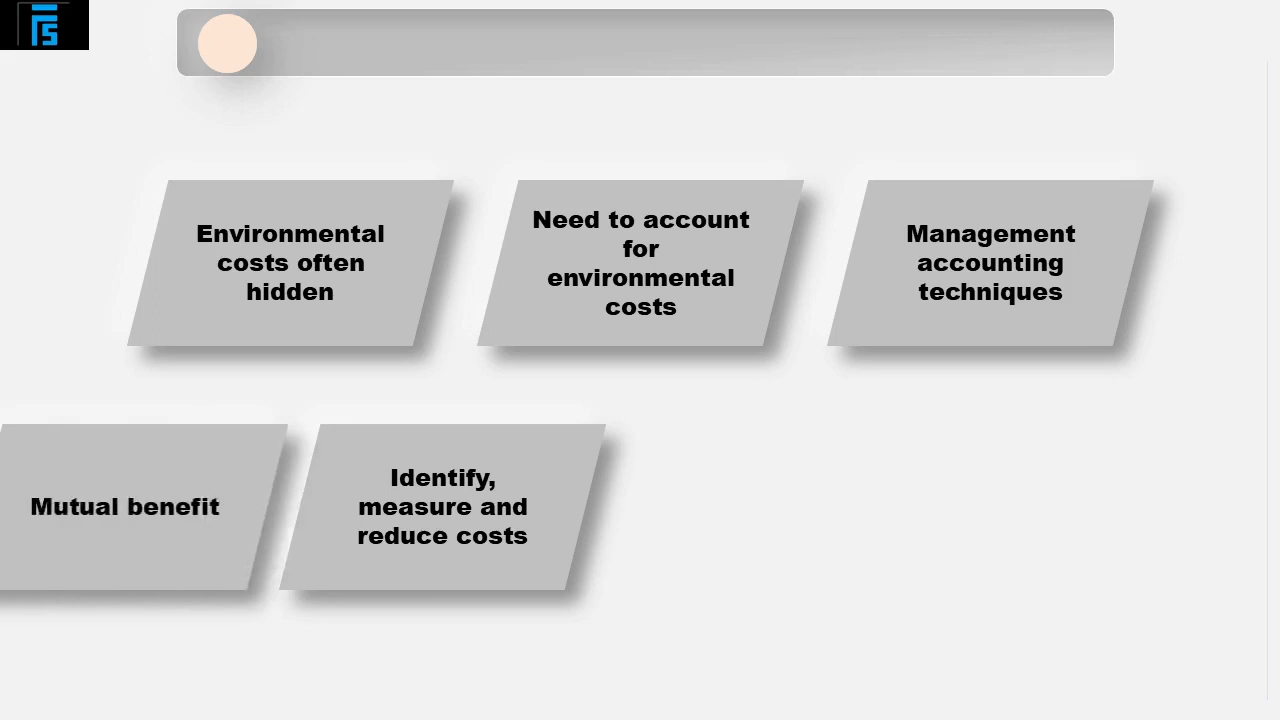 Environmental
costs often
hidden
Need to account
for
environmental
costs
Management
accounting
techniques
Mutual benefit
Identify,
measure and
reduce costs